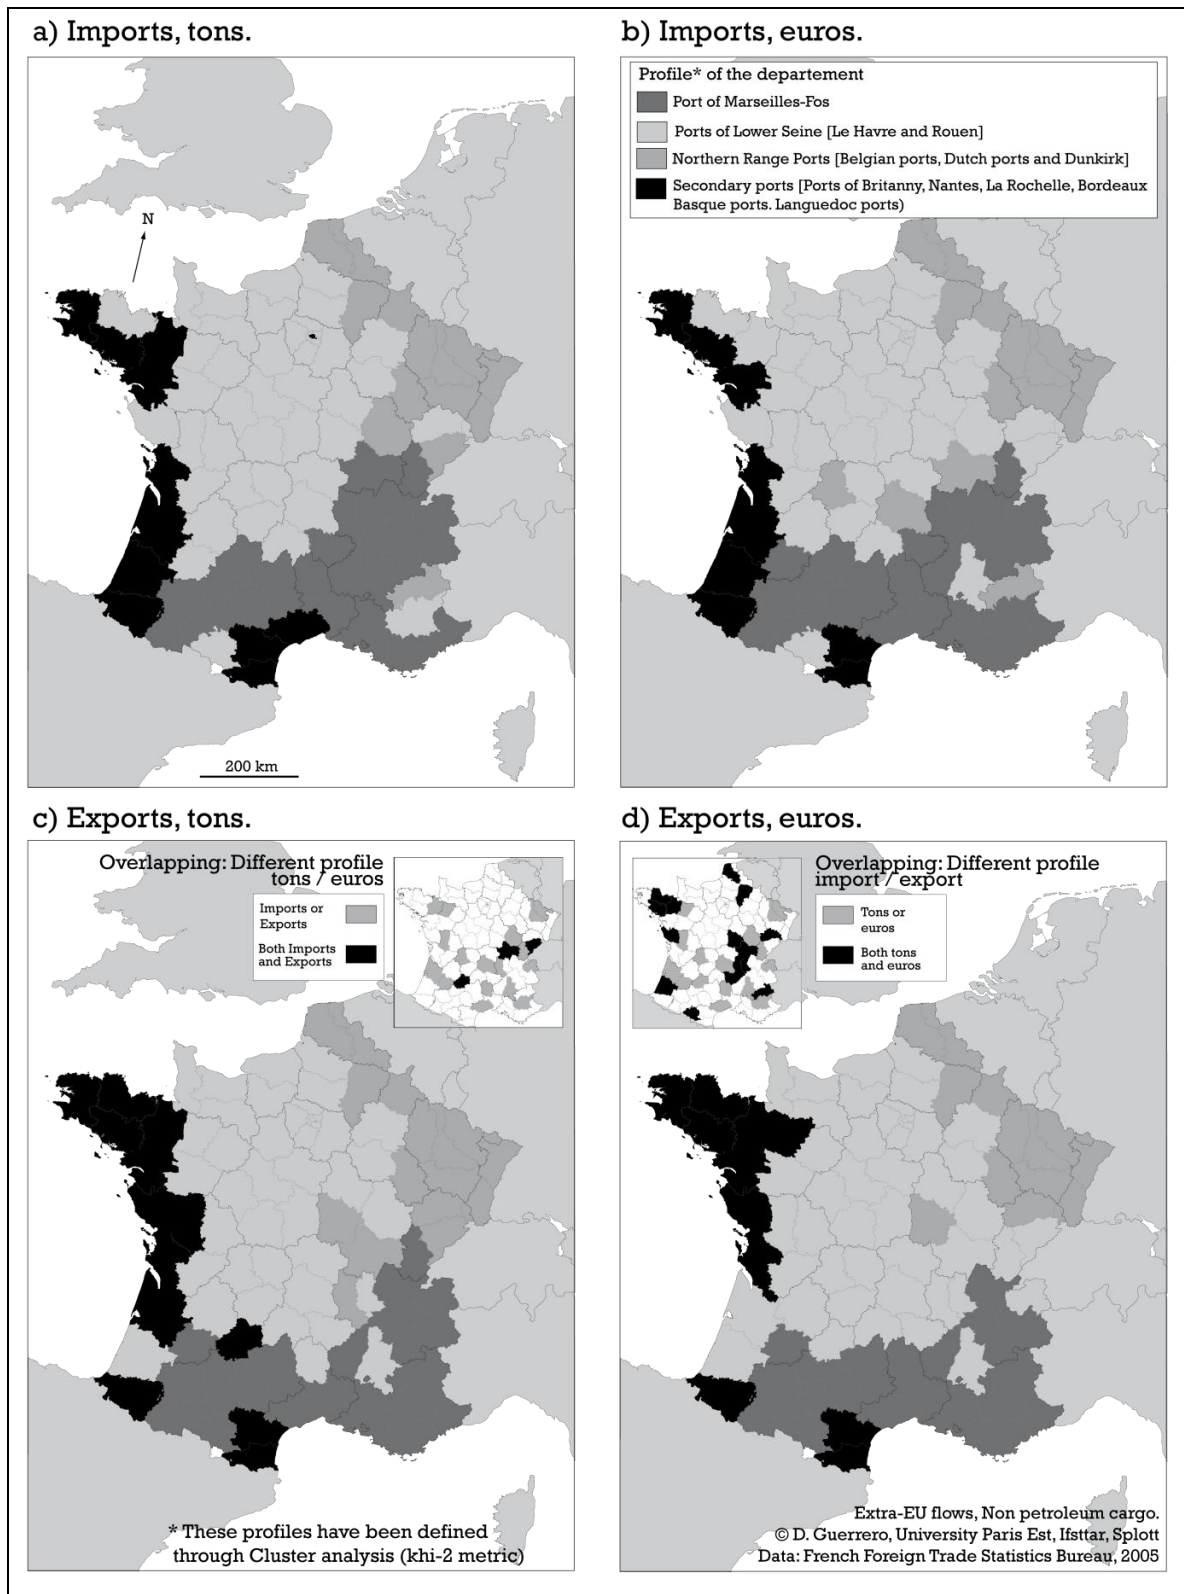 a) Imports, tons.
b) Imports, euros.
Profile* of the departement
Port of Marseilles-Fos
Ports of Lower Seine [Le Havre and Rouen]
Northern Range Ports [Belgian ports, Dutch ports and Dunkirk]
Secondary ports [Ports of Britanny, Nantes, La Rochelle, Bordeaux
Basque ports. Languedoc ports)
N
200 km
c) Exports, tons.
d) Exports, euros.
Overlapping: Different profile
tons / euros
Imports or
Exports
Both Imports
and Exports
Overlapping: Different profile
import / export
Tons or
euros
Both tons
and euros
* These profiles have been defined
through Cluster analysis (khi-2 metric)
Extra-EU flows, Non petroleum cargo.
© D. Guerrero, University Paris Est, Ifsttar, Splott
Data: French Foreign Trade Statistics Bureau, 2005